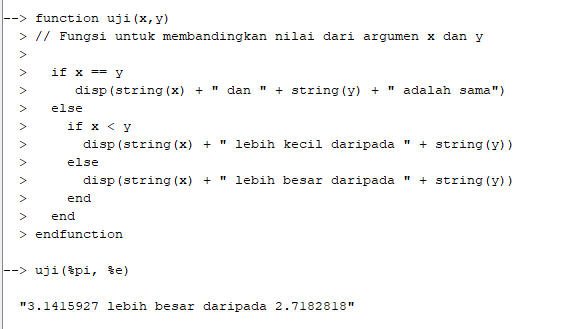 --> function uji(x,y)
  > // Fungsi untuk membandingkan nilai dari argumen x dan y
  >
  >   if x == y
  >      disp(string(x) + " dan " + string(y) + " adalah sama")
  >   else
  >     if x < y
  >       disp(string(x) + " lebih kecil daripada " + string(y))
  >     else
  >       disp(string(x) + " lebih besar daripada " + string(y))
  >     end
  >   end
  > endfunction
--> uji(%pi, %e)
  "3.1415927 lebih besar daripada 2.7182818"